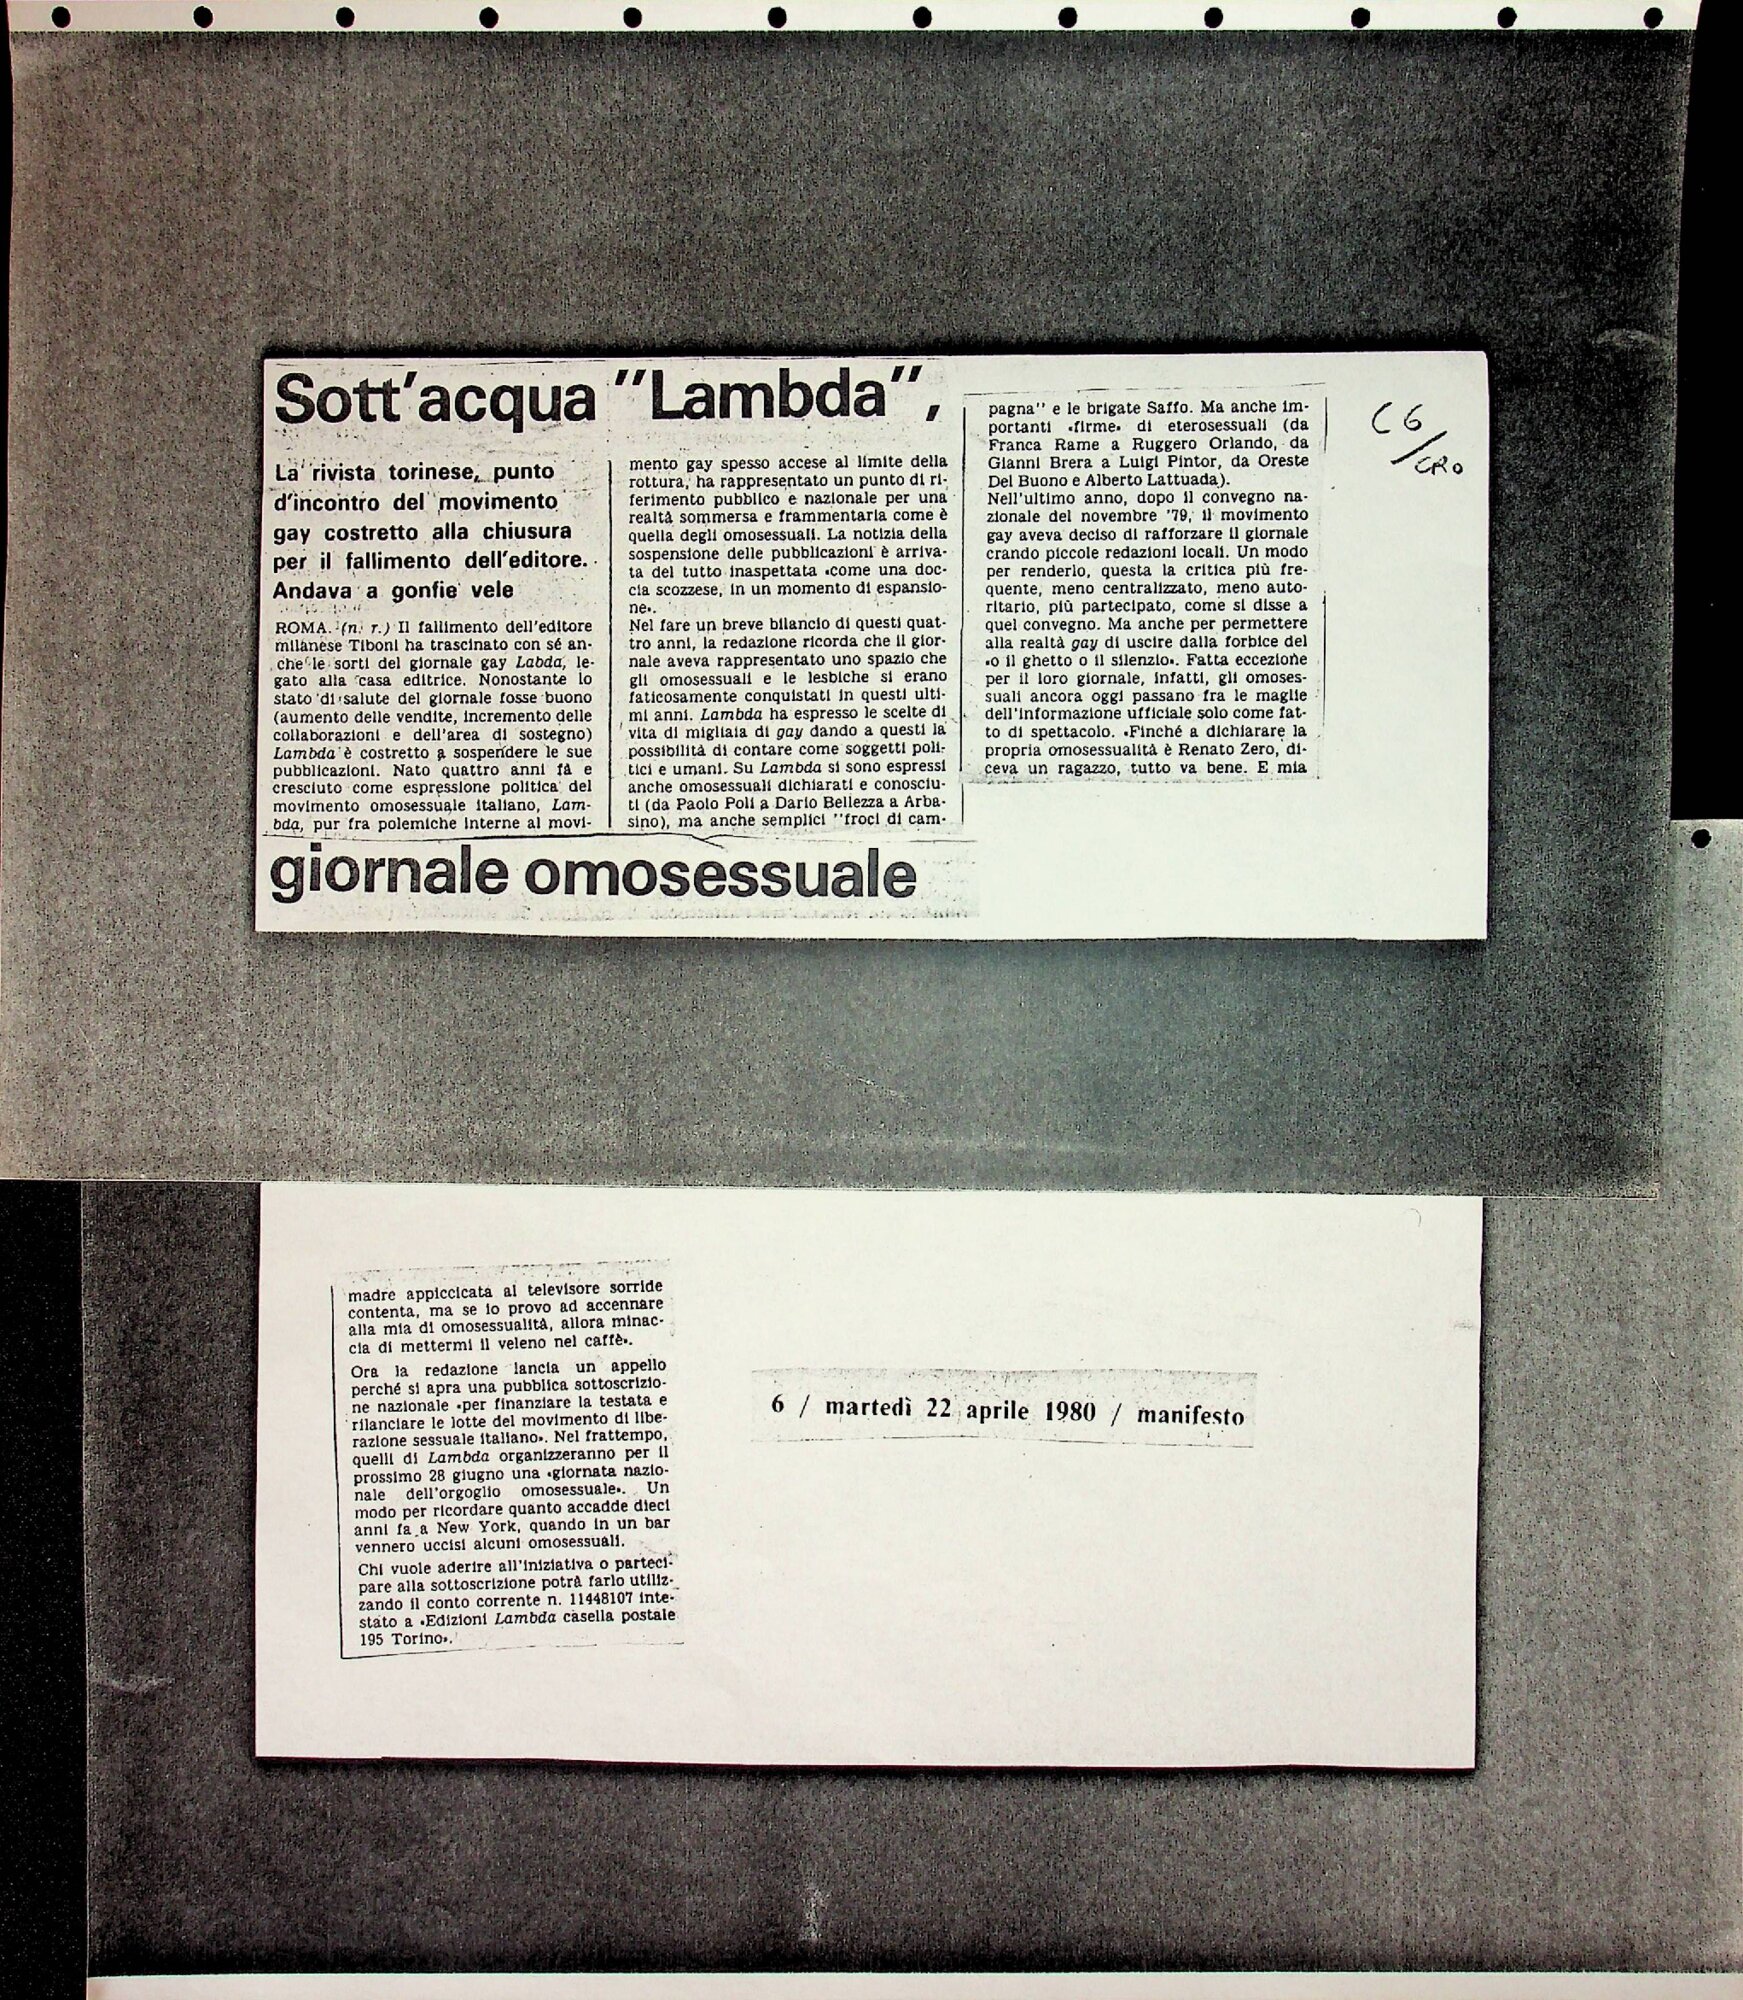 Sott'acqua "Lambda",
La rivista torinese, punto
d'incontro del movimento
gay costretto alla chiusura
per il fallimento dell'editore.
Andava a gonfie vele
ROMA. (n. r.) Il fallimento dell'editore
milanese Tiboni ha trascinato con sé an-
che le sorti del giornale gay Labda, le-
gato alla casa editrice. Nonostante lo
stato di salute del giornale fosse buono
(aumento delle vendite, incremento delle
collaborazioni e dell'area di sostegno)
Lambda è costretto a sospendere le sue
pubblicazioni. Nato quattro anni fa e
cresciuto come espressione politica del
movimento omosessuale italiano, Lam-
bda, pur fra polemiche interne al movi-
mento gay spesso accese al limite della
rottura, ha rappresentato un punto di ri-
ferimento pubblico e nazionale per una
realtà sommersa e frammentaria come è
quella degli omosessuali. La notizia della
sospensione delle pubblicazioni è arriva-
ta del tutto inaspettata «come una doc-
cia scozzese, in un momento di espansio-
ne».
Nel fare un breve bilancio di questi quat-
tro anni, la redazione ricorda che il gior-
nale aveva rappresentato uno spazio che
gli omosessuali e le lesbiche si erano
faticosamente conquistati in questi ulti-
mi anni. Lambda ha espresso le scelte di
vita di migliaia di gay dando a questi la
possibilità di contare come soggetti poli-
tici e umani. Su Lambda si sono espressi
anche omosessuali dichiarati e conosciu-
ti (da Paolo Poli a Dario Bellezza a Arba-
sino), ma anche semplici "froci di cam-
pagna" e le brigate Saffo. Ma anche im-
portanti «firme» di eterosessuali (da
Franca Rame a Ruggero Orlando, da
Gianni Brera a Luigi Pintor, da Oreste
Del Buono e Alberto Lattuada).
Nell'ultimo anno, dopo il convegno na-
zionale del novembre '79, il movimento
gay aveva deciso di rafforzare il giornale
crando piccole redazioni locali. Un modo
per renderlo, questa la critica più fre-
quente, meno centralizzato, meno auto-
ritario, più partecipato, come si disse a
quel convegno. Ma anche per permettere
alla realtà gay di uscire dalla forbice del
«o il ghetto o il silenzio». Fatta eccezione
per il loro giornale, infatti, gli omoses-
suali ancora oggi passano fra le maglie
dell'informazione ufficiale solo come fat-
to di spettacolo. «Finché a dichiarare la
propria omosessualità è Renato Zero, di-
ceva un ragazzo, tutto va bene. E mia
C6/CRO
giornale omosessuale
madre appiccicata al televisore sorride
contenta, ma se io provo ad accennare
alla mia di omosessualità, allora minac-
cia di mettermi il veleno nel caffè».
Ora la redazione lancia un appello
perché si apra una pubblica sottoscrizio-
ne nazionale «per finanziare la testata e
rilanciare le lotte del movimento di libe-
razione sessuale italiano». Nel frattempo,
quelli di Lambda organizzeranno per il
prossimo 28 giugno una «giornata nazio-
nale dell'orgoglio omosessuale». Un
modo per ricordare quanto accadde dieci
anni fa a New York, quando in un bar
vennero uccisi alcuni omosessuali.
Chi vuole aderire all'iniziativa o parteci-
pare alla sottoscrizione potrà farlo utiliz-
zando il conto corrente n. 11448107 inte-
stato a «Edizioni Lambda casella postale
195 Torino».
6 / martedì 22 aprile 1980 / manifesto